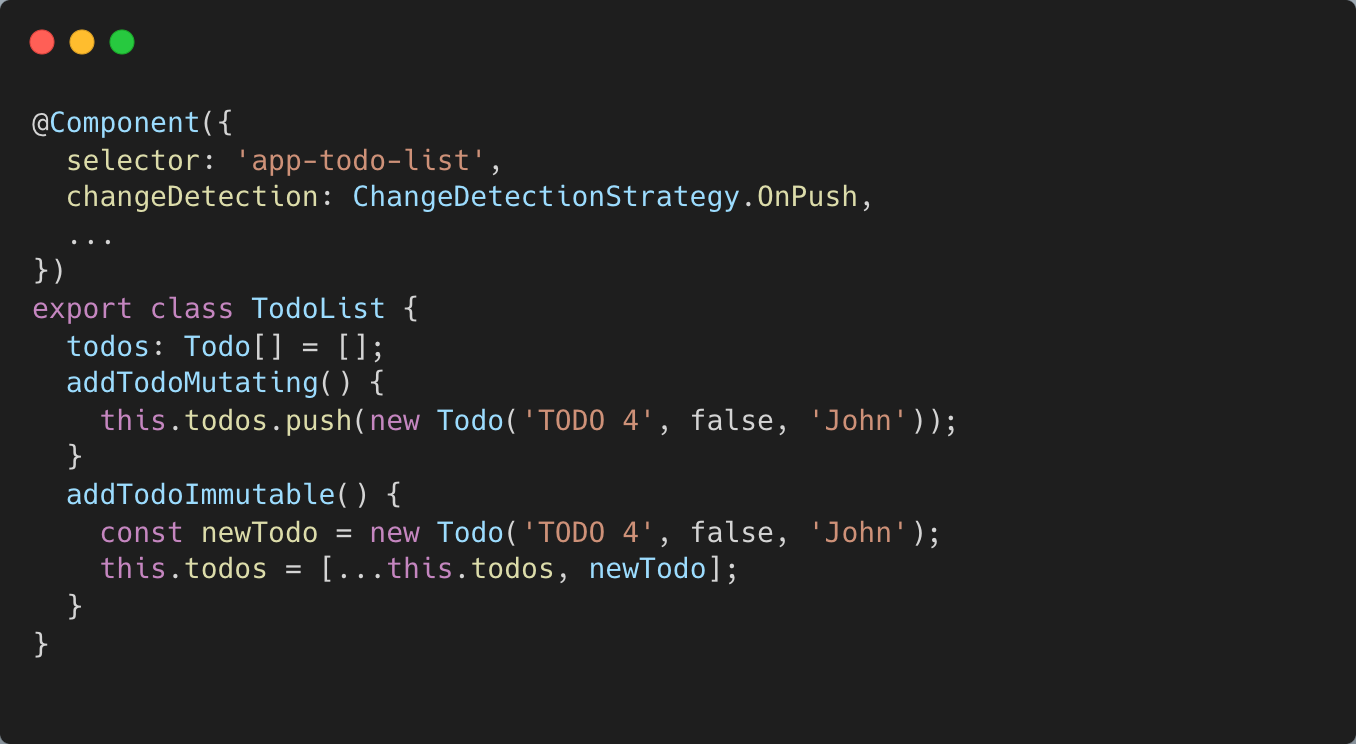 @Component({
  selector: 'app-todo-list',
  changeDetection: ChangeDetectionStrategy.OnPush,
  ...
})
export class TodoList {
  todos: Todo[] = [];
  addTodoMutating() {
    this.todos.push(new Todo('TODO 4', false, 'John'));
  }
  addTodoImmutable() {
    const newTodo = new Todo('TODO 4', false, 'John');
    this.todos = [...this.todos, newTodo];
  }
}